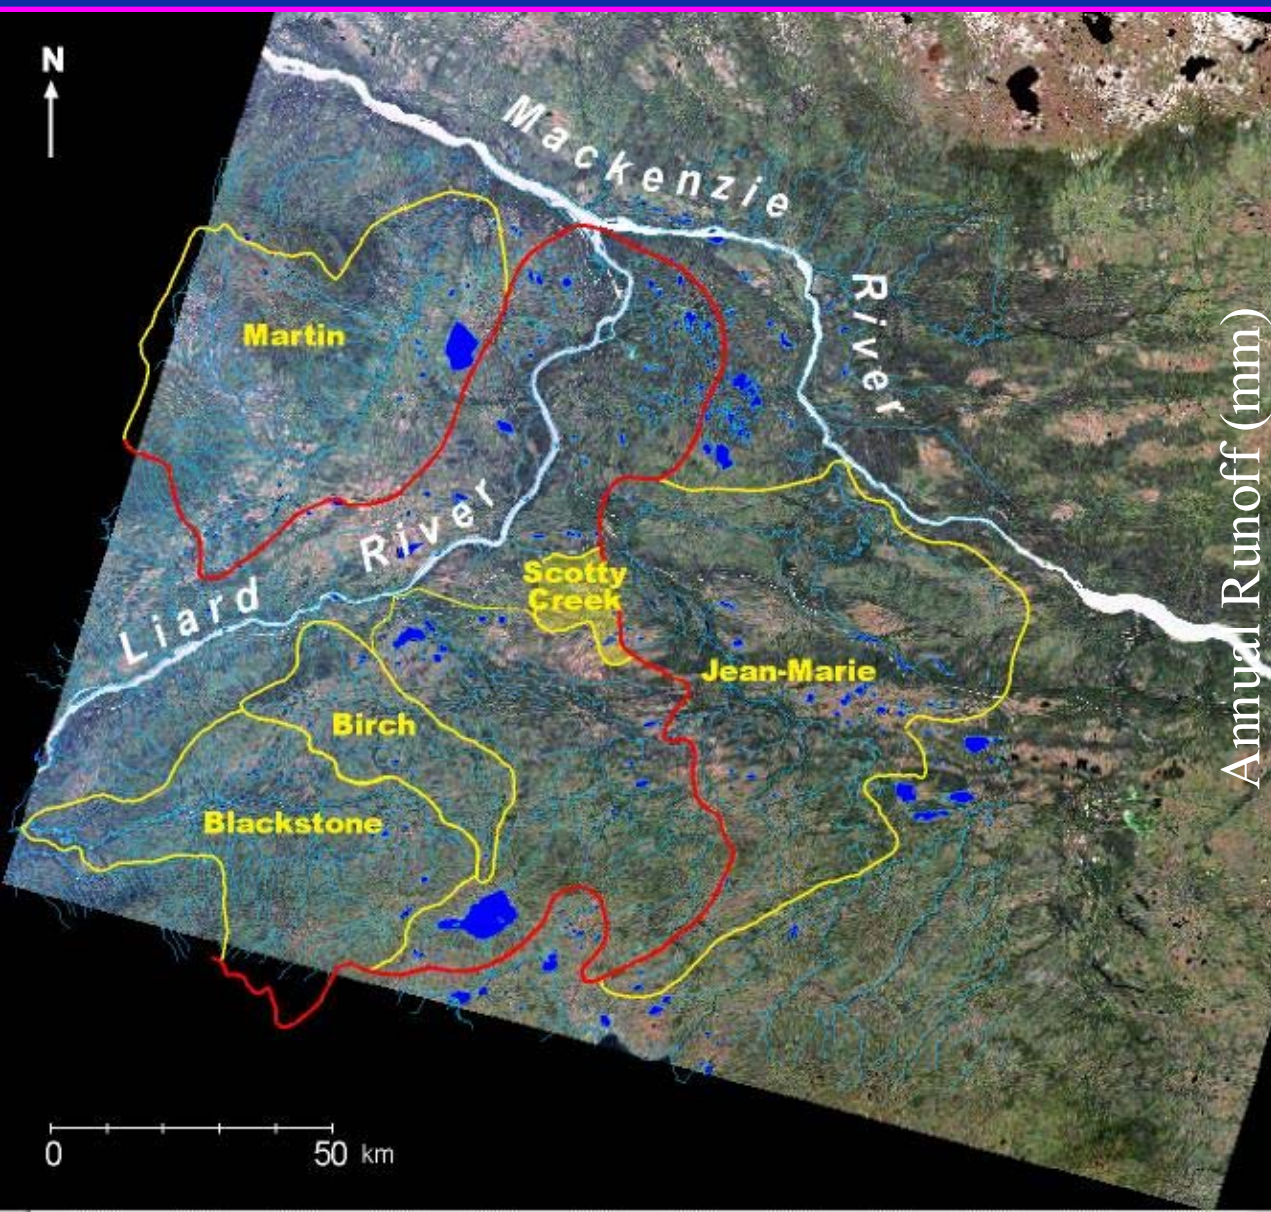 N
Mackenzie
River
Martin
Annual Runoff (mm)
Liard River
Scotty
Creek
Jean-Marie
Birch
Blackstone
0 50 km